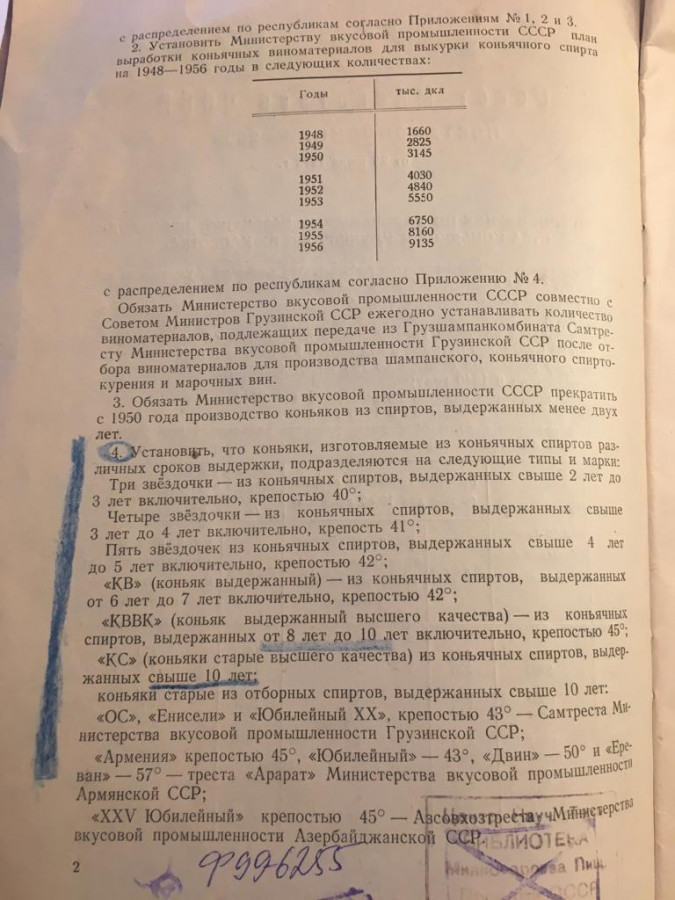 с распределением по республикам согласно Приложениям № 1, 2 и 3.
2. Установить Министерству вкусовой промышленности СССР план
выработки коньячных виноматериалов для выкурки коньячного спирта
на 1948—1956 годы в следующих количествах:
Годы тыс. дкл
1948 1660
1949 2825
1950 3145
1951 4030
1952 4840
1953 5550
1954 6750
1955 8160
1956 9135
с распределением по республикам согласно Приложению № 4.
Обязать Министерство вкусовой промышленности СССР совместно с
Советом Министров Грузинской ССР ежегодно устанавливать количество
виноматериалов, подлежащих передаче из Грузшампанкомбината Самтре-
сту Министерства вкусовой промышленности Грузинской ССР после от-
бора виноматериалов для производства шампанского, коньячного спирто-
курения и марочных вин.
3. Обязать Министерство вкусовой промышленности СССР прекратить
с 1950 года производство коньяков из спиртов, выдержанных менее двух
лет.
4. Установить, что коньяки, изготовляемые из коньячных спиртов раз-
личных сроков выдержки, подразделяются на следующие типы и марки:
Три звёздочки — из коньячных спиртов, выдержанных свыше 2 лет до
3 лет включительно, крепостью 40°;
Четыре звёздочки — из коньячных спиртов, выдержанных свыше
3 лет до 4 лет включительно, крепость 41°;
Пять звёздочек из коньячных спиртов, выдержанных свыше 4 лет
до 5 лет включительно, крепостью 42°;
«КВ» (коньяк выдержанный) — из коньячных спиртов, выдержанных
от 6 лет до 7 лет включительно, крепостью 42°;
«КВВК» (коньяк выдержанный высшего качества) — из коньячных
спиртов, выдержанных от 8 лет до 10 лет включительно, крепостью 45°;
«КС» (коньяки старые высшего качества) из коньячных спиртов, выдер-
жанных свыше 10 лет;
коньяки старые из отборных спиртов, выдержанных свыше 10 лет:
«ОС», «Енисели» и «Юбилейный XX», крепостью 43° — Самтреста Ми-
нистерства вкусовой промышленности Грузинской ССР;
«Армения» крепостью 45°, «Юбилейный» — 43°, «Двин» — 50° и «Ере-
ван» — 57° — треста «Арарат» Министерства вкусовой промышленности
Армянской ССР;
«XXV Юбилейный» крепостью 45° — Азсовхозтреста Министерства
вкусовой промышленности Азербайджанской ССР.
БИБЛИОТЕКА
Пищ.
СССР
2
Ф996255